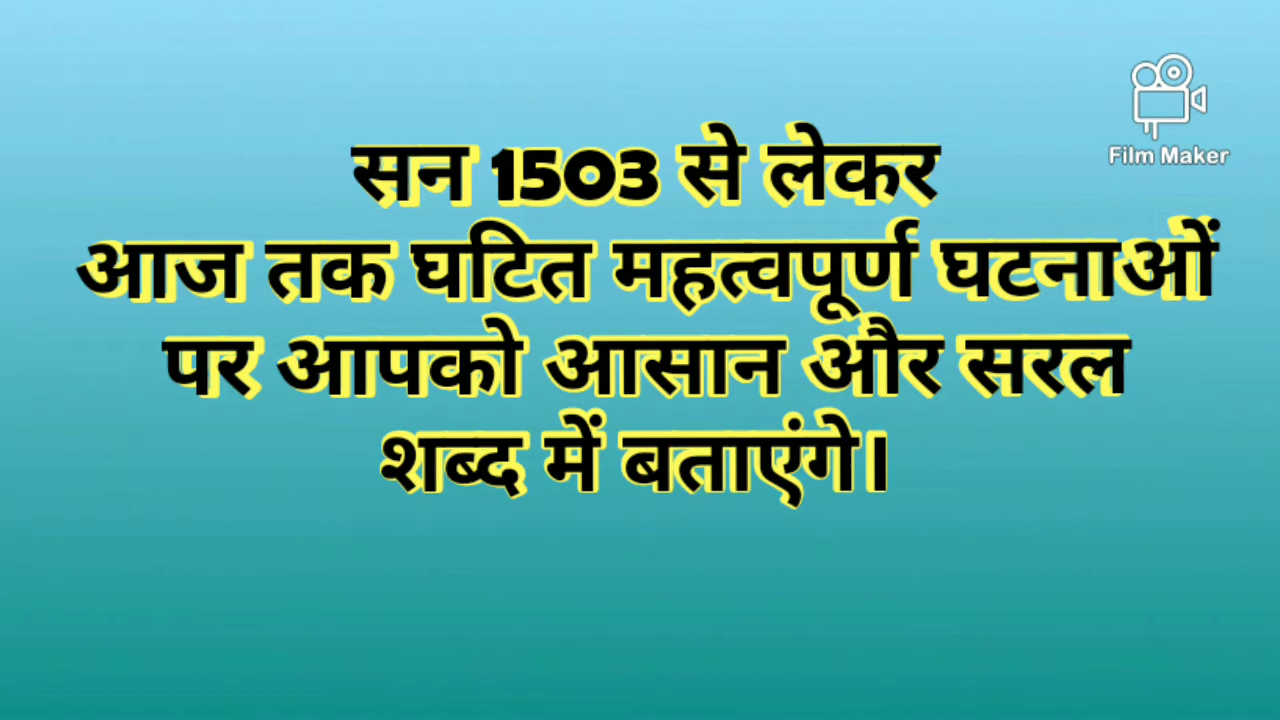 Film Maker
सन 1503 से लेकर
आज तक घटित महत्वपूर्ण घटनाओं
पर आपको आसान और सरल
शब्द में बताएंगे।